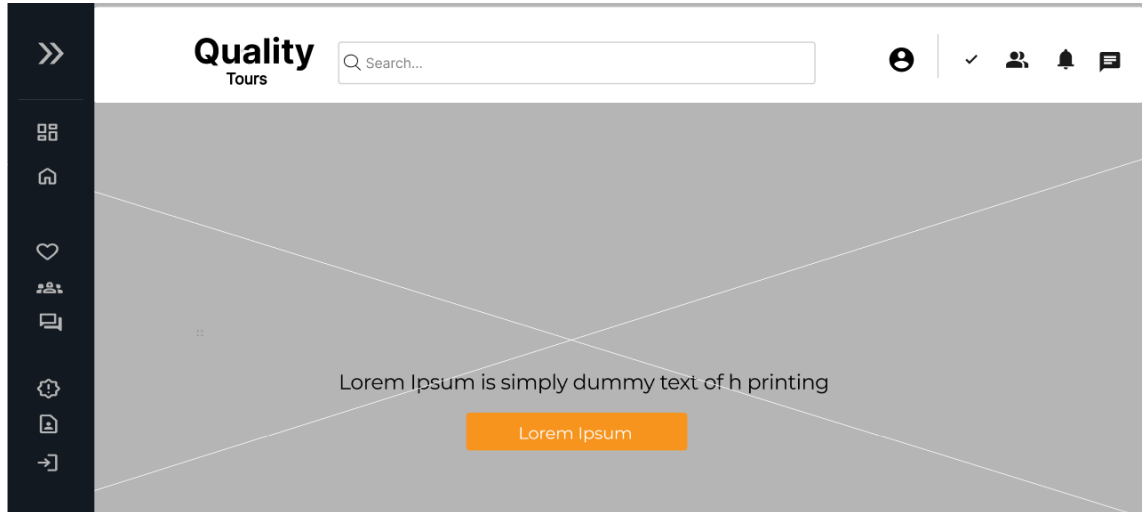 Quality
Tours
Search...
Lorem Ipsum is simply dummy text of h printing
Lorem Ipsum